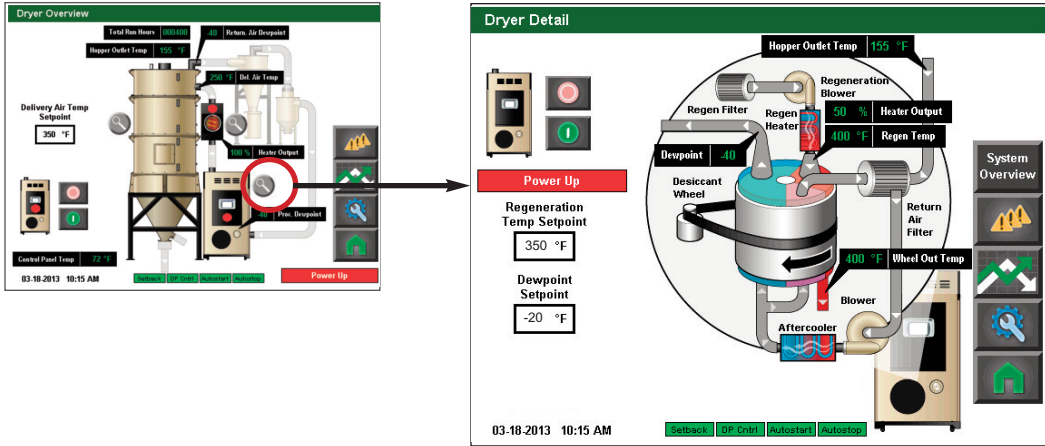 Dryer Overview
Total Run Hours 000400
-40 Return. Air Dewpoint
Hopper Outlet Temp 155 °F
250 °F Del. Air Temp
Delivery Air Temp
Setpoint
350 °F
100 % Heater Output
-40 Proc. Dewpoint
Control Panel Temp 72 °F
03-18-2013 10:15 AM
Setback DP Cntrl Autostart Autostop
Power Up
Dryer Detail
Hopper Outlet Temp 155 °F
Regeneration
Blower
Regen Filter
Regen
Heater
50 % Heater Output
400 °F Regen Temp
Dewpoint -40
System
Overview
Power Up
Desiccant
Wheel
Regeneration
Temp Setpoint
350 °F
Return
Air
Filter
400 °F Wheel Out Temp
Dewpoint
Setpoint
-20 °F
Blower
Aftercooler
03-18-2013 10:15 AM
Setback DP Cntrl Autostart Autostop